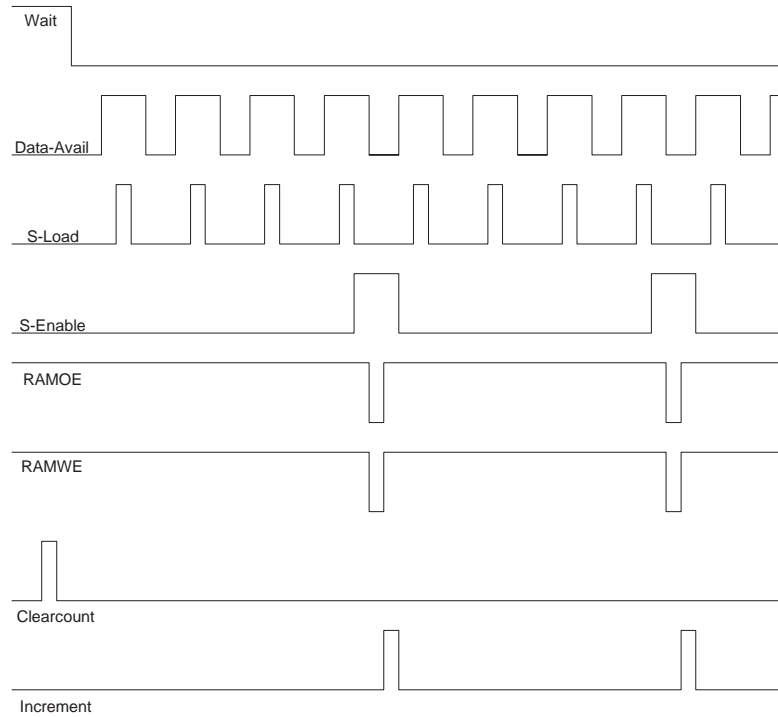 Wait
Data-Avail
S-Load
S-Enable
RAMOE
RAMWE
Clearcount
Increment